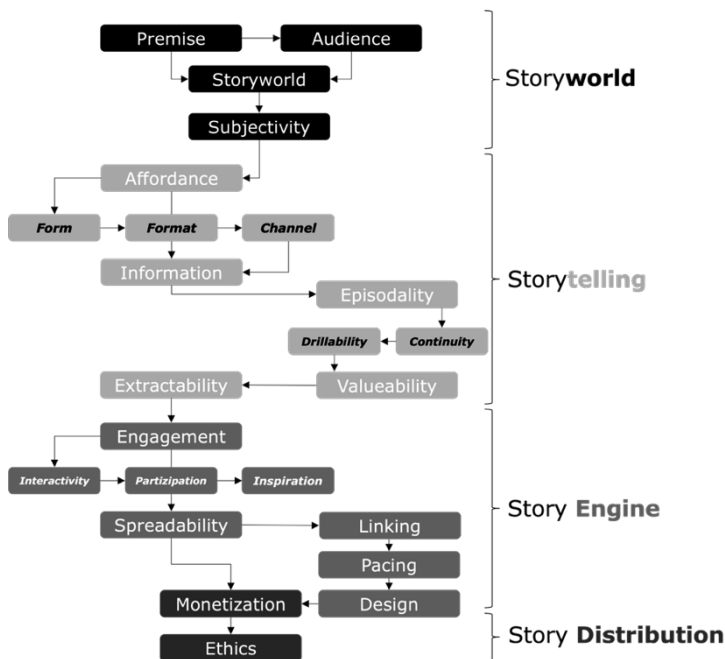 Premise
Audience
Storyworld
Storyworld
Subjectivity
Affordance
Form
Format
Channel
Information
Storytelling
Episodality
Drillability
Continuity
Extractability
Valueability
Engagement
Interactivity
Partizipation
Inspiration
Story Engine
Spreadability
Linking
Pacing
Monetization
Design
Story Distribution
Ethics